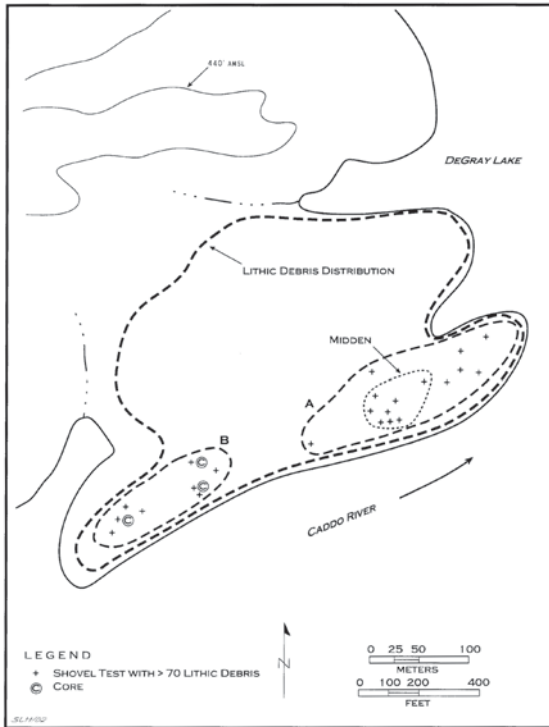 440' AMSL
DEGRAY LAKE
LITHIC DEBRIS DISTRIBUTION
MIDDEN
A
B
CADDO RIVER
N
LEGEND
+ SHOVEL TEST WITH > 70 LITHIC DEBRIS
© CORE
0 25 50 100
METERS
0 100 200 400
FEET